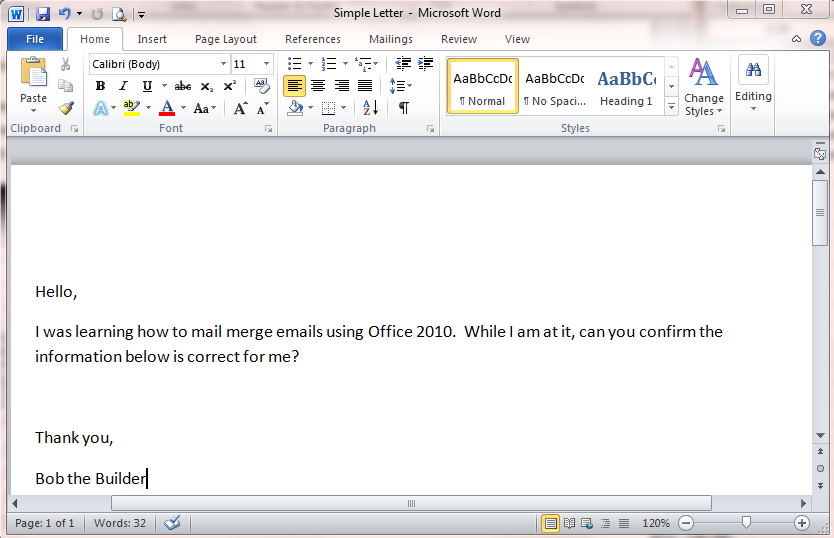 Simple Letter - Microsoft Word
File Home Insert Page Layout References Mailings Review View
Calibri (Body) 11
AaBbCcDc AaBbCcDc AaBbCc
Paste B I U abc x₂ x² Aa A A ¶ ¶ Normal ¶ No Spaci... Heading 1 Change Styles Editing
Clipboard Font Paragraph Styles
Hello,
I was learning how to mail merge emails using Office 2010.  While I am at it, can you confirm the
information below is correct for me?
Thank you,
Bob the Builder
Page: 1 of 1 Words: 32 120%